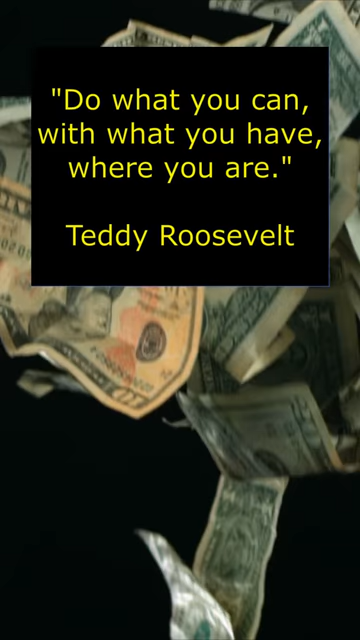 "Do what you can,
with what you have,
where you are."
Teddy Roosevelt